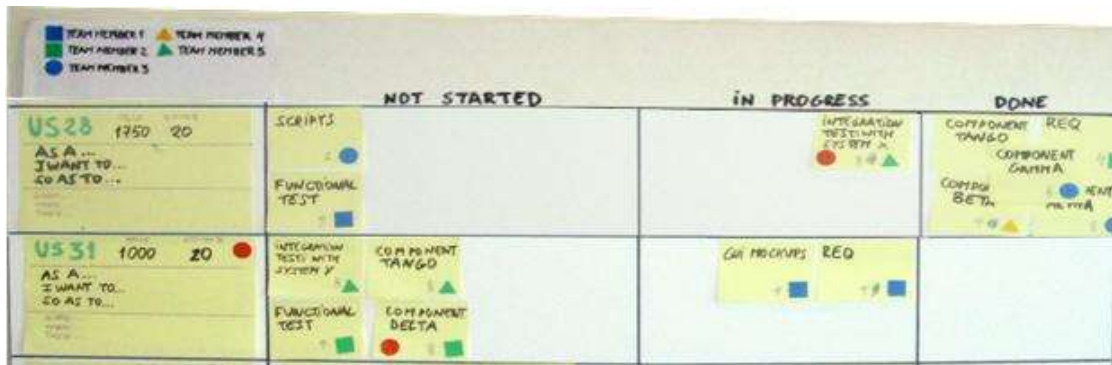 TEAM MEMBER 1 TEAM MEMBER 4
TEAM MEMBER 2 TEAM MEMBER 5
TEAM MEMBER 3
NOT STARTED IN PROGRESS DONE
US28 1750 20
AS A...
I WANT TO...
SO AS TO...
SCRIPTS
FUNCTIONAL
TEST
INTEGRATION
TESTS WITH
SYSTEM X
COMPONENT
TANGO
REQ
COMPONENT
GAMMA
BETA
US31 1000 20
AS A...
I WANT TO...
SO AS TO...
INTEGRATION
TESTS WITH
SYSTEM Y
COMPONENT
TANGO
FUNCTIONAL
TEST
COMPONENT
DELTA
GUI MOCKUPS
REQ